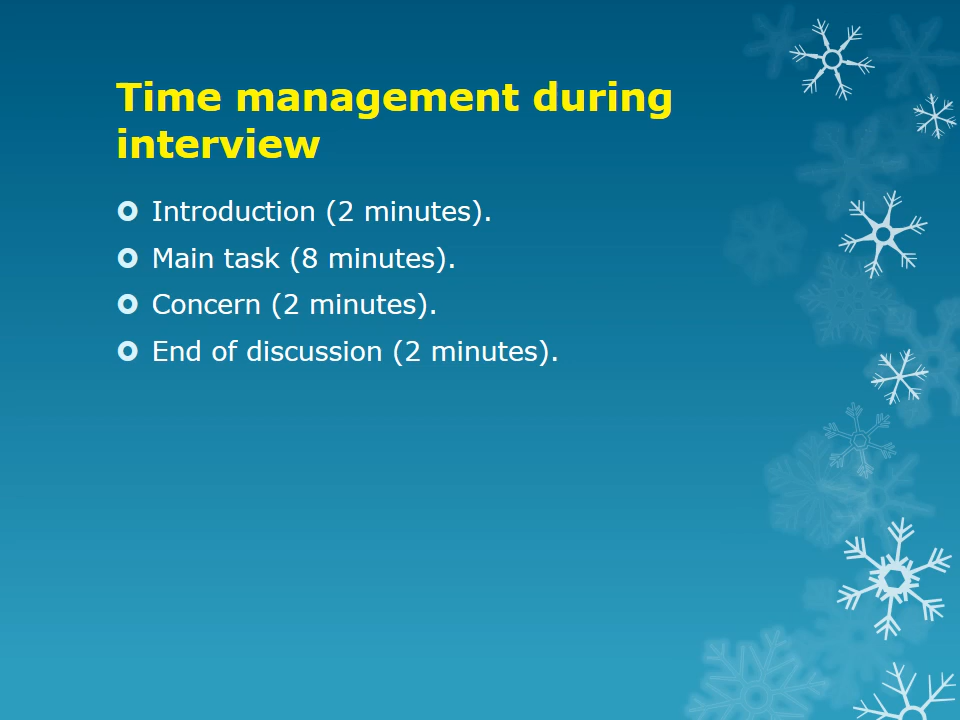 Time management during
interview
Introduction (2 minutes).
Main task (8 minutes).
Concern (2 minutes).
End of discussion (2 minutes).